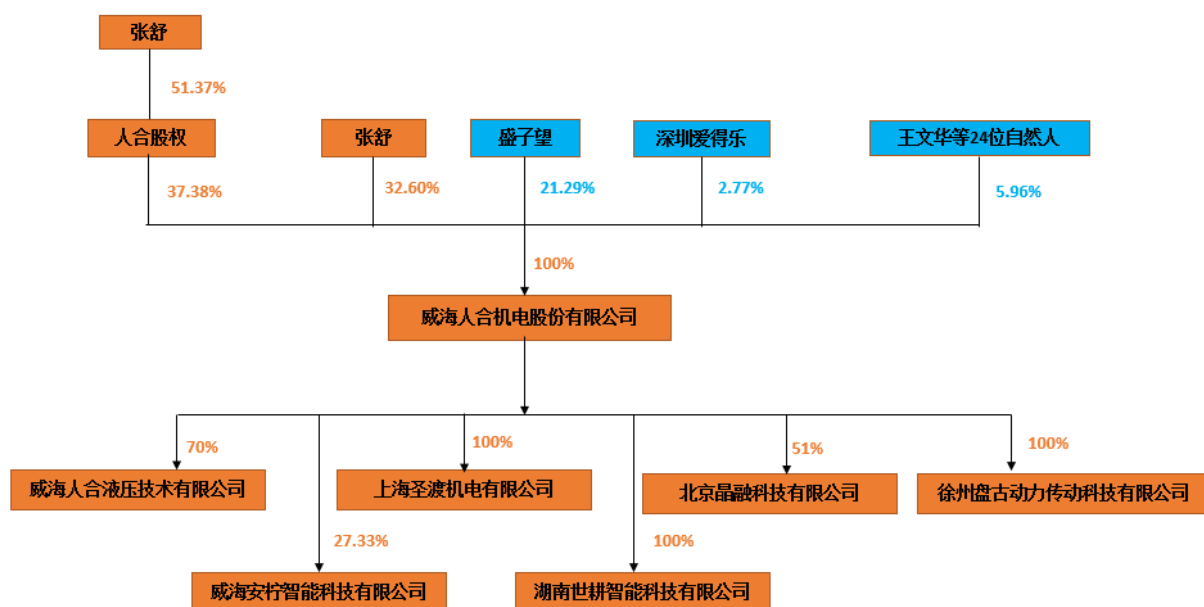 张舒
51.37%
人合股权
张舒
盛子望
深圳爱得乐
王文华等24位自然人
37.38%
32.60%
21.29%
2.77%
5.96%
100%
威海人合机电股份有限公司
70%
100%
51%
100%
威海人合液压技术有限公司
上海圣渡机电有限公司
北京晶融科技有限公司
徐州盘古动力传动科技有限公司
27.33%
100%
威海安柠智能科技有限公司
湖南世耕智能科技有限公司